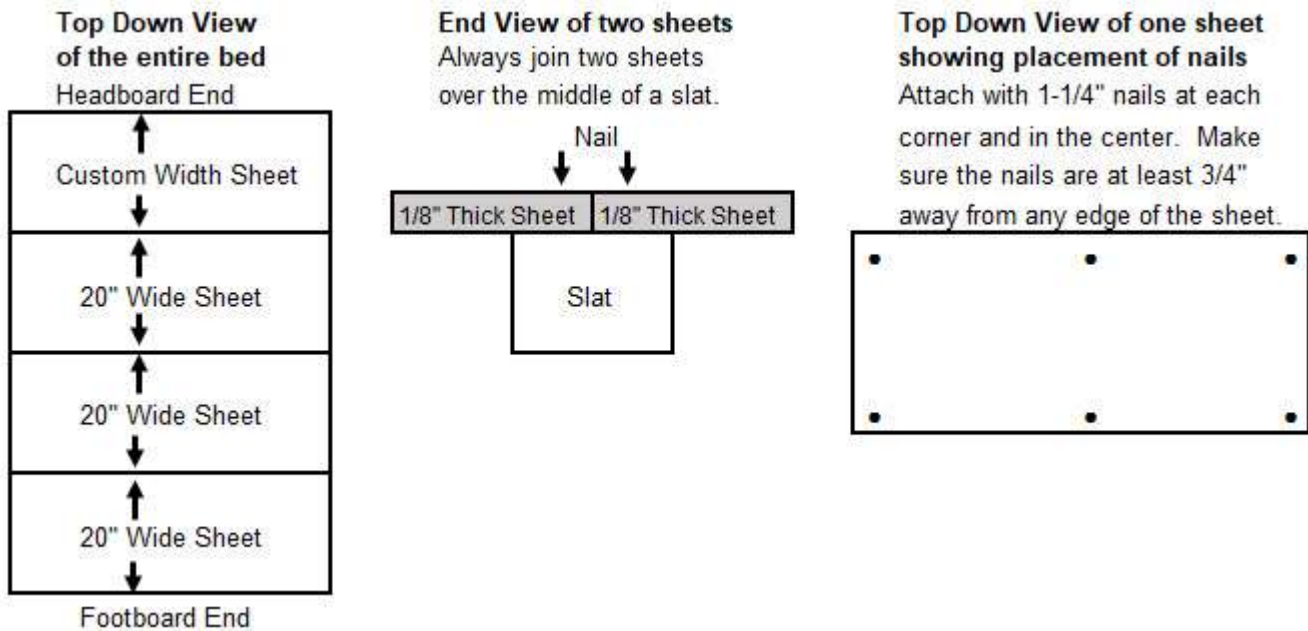 Top Down View
of the entire bed
Headboard End
Custom Width Sheet
20" Wide Sheet
20" Wide Sheet
20" Wide Sheet
Footboard End
End View of two sheets
Always join two sheets
over the middle of a slat.
Nail
1/8" Thick Sheet
1/8" Thick Sheet
Slat
Top Down View of one sheet
showing placement of nails
Attach with 1-1/4" nails at each
corner and in the center.  Make
sure the nails are at least 3/4"
away from any edge of the sheet.